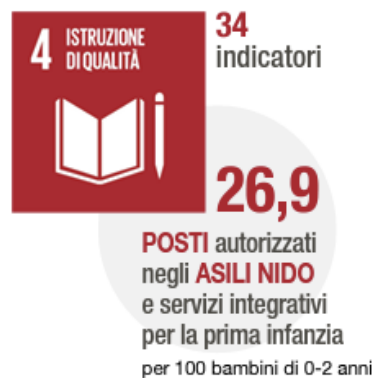 4 ISTRUZIONE
DI QUALITÀ
34
indicatori
26,9
POSTI autorizzati
negli ASILI NIDO
e servizi integrativi
per la prima infanzia
per 100 bambini di 0-2 anni